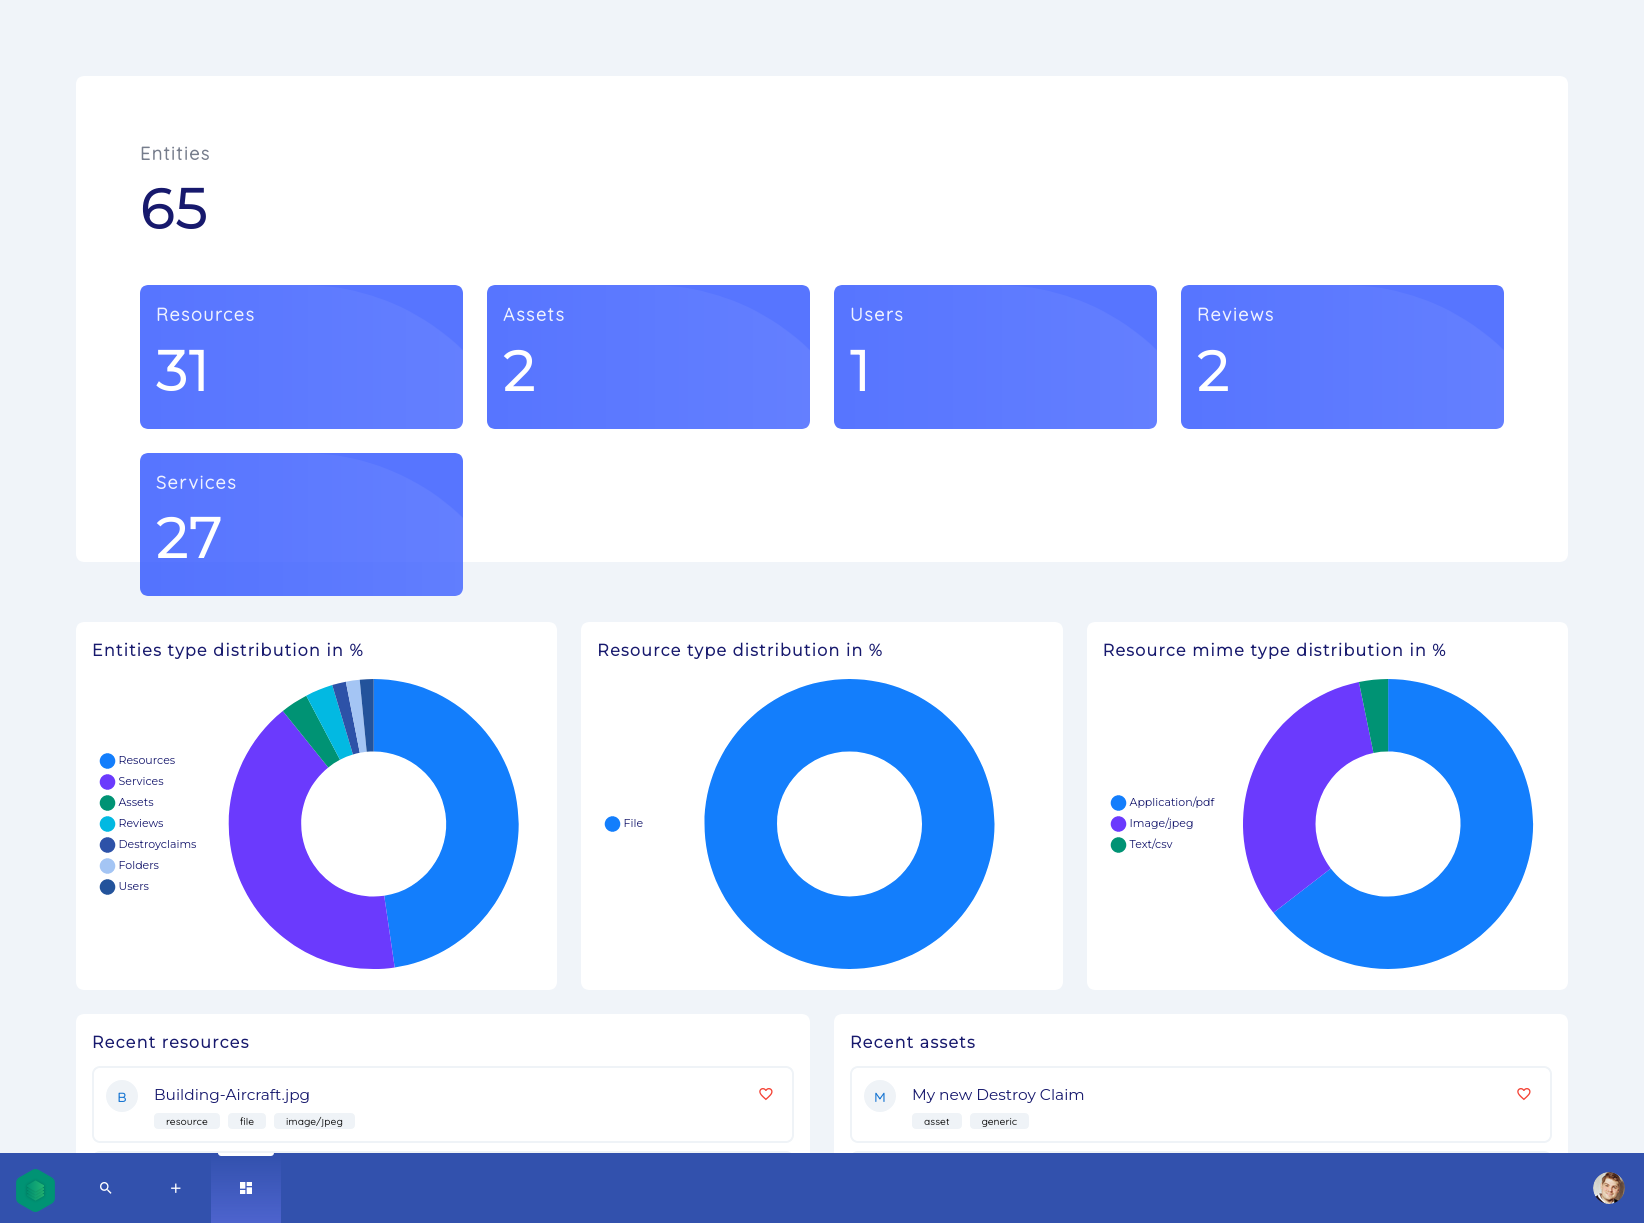 Entities
65
Resources
31
Assets
2
Users
1
Reviews
2
Services
27
Entities type distribution in %
Resources
Services
Assets
Reviews
Destroyclaims
Folders
Users
Resource type distribution in %
File
Resource mime type distribution in %
Application/pdf
Image/jpeg
Text/csv
Recent resources
B
Building-Aircraft.jpg
resource file image/jpeg
Recent assets
M
My new Destroy Claim
asset generic